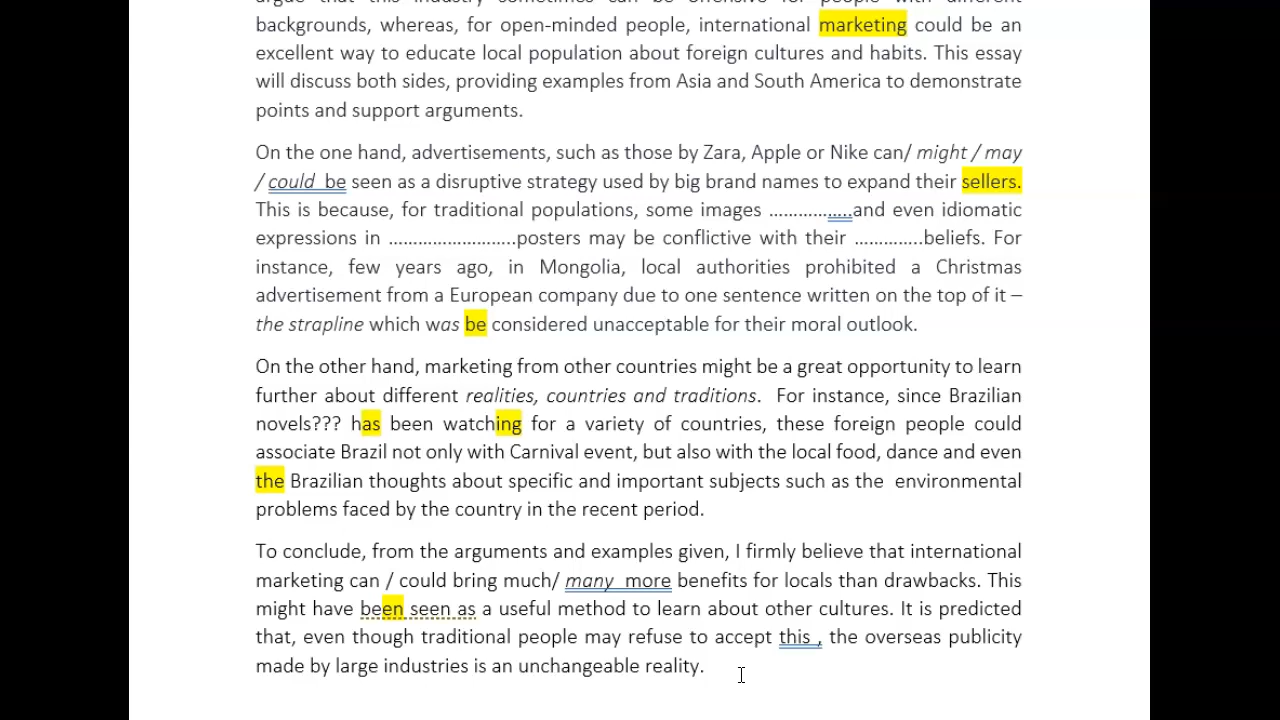 argue that this industry sometimes can be offensive for people with different
backgrounds, whereas, for open-minded people, international marketing could be an
excellent way to educate local population about foreign cultures and habits. This essay
will discuss both sides, providing examples from Asia and South America to demonstrate
points and support arguments.
On the one hand, advertisements, such as those by Zara, Apple or Nike can/ might / may
/ could be seen as a disruptive strategy used by big brand names to expand their sellers.
This is because, for traditional populations, some images ………………..and even idiomatic
expressions in ……………………..posters may be conflictive with their …………..beliefs. For
instance, few years ago, in Mongolia, local authorities prohibited a Christmas
advertisement from a European company due to one sentence written on the top of it –
the strapline which was be considered unacceptable for their moral outlook.
On the other hand, marketing from other countries might be a great opportunity to learn
further about different realities, countries and traditions. For instance, since Brazilian
novels??? has been watching for a variety of countries, these foreign people could
associate Brazil not only with Carnival event, but also with the local food, dance and even
the Brazilian thoughts about specific and important subjects such as the environmental
problems faced by the country in the recent period.
To conclude, from the arguments and examples given, I firmly believe that international
marketing can / could bring much/ many more benefits for locals than drawbacks. This
might have been seen as a useful method to learn about other cultures. It is predicted
that, even though traditional people may refuse to accept this , the overseas publicity
made by large industries is an unchangeable reality.